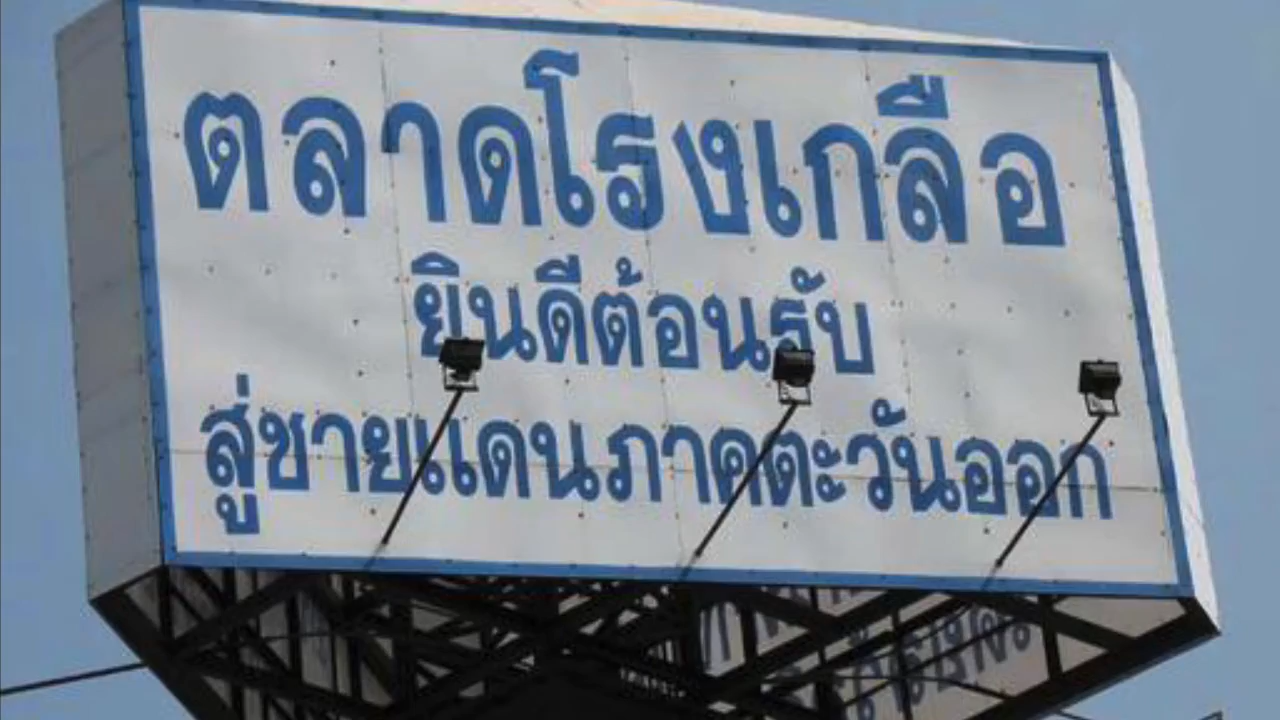 ตลาดโรงเกลือ
ยินดีต้อนรับ
สู่ชายแดนภาคตะวันออก